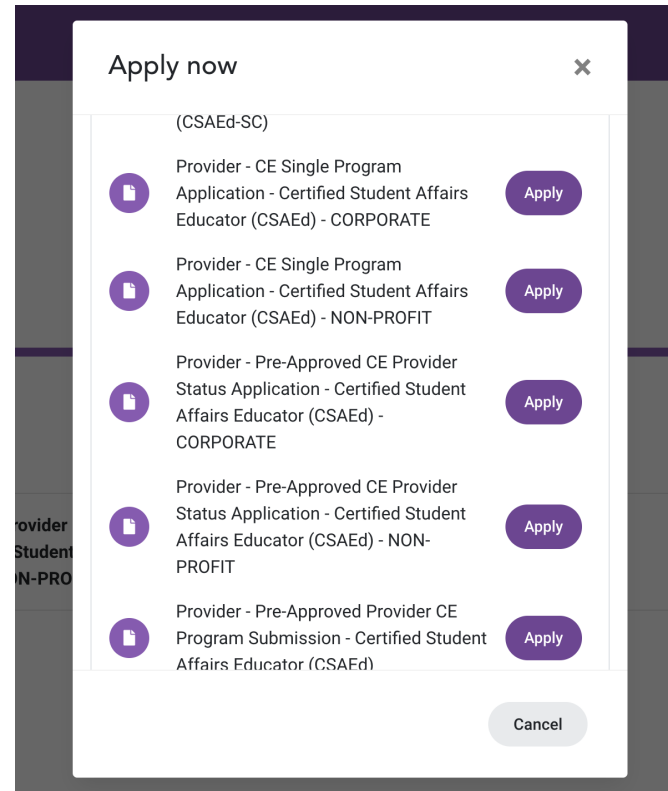 Apply now
×
(CSAEd-SC)
Provider - CE Single Program
Application - Certified Student Affairs
Educator (CSAEd) - CORPORATE
Apply
Provider - CE Single Program
Application - Certified Student Affairs
Educator (CSAEd) - NON-PROFIT
Apply
Provider - Pre-Approved CE Provider
Status Application - Certified Student
Affairs Educator (CSAEd) -
CORPORATE
Apply
Provider - Pre-Approved CE Provider
Status Application - Certified Student
Affairs Educator (CSAEd) - NON-
PROFIT
Apply
Provider - Pre-Approved Provider CE
Program Submission - Certified Student
Affairs Educator (CSAEd)
Apply
Cancel
rovider
Student
N-PRO